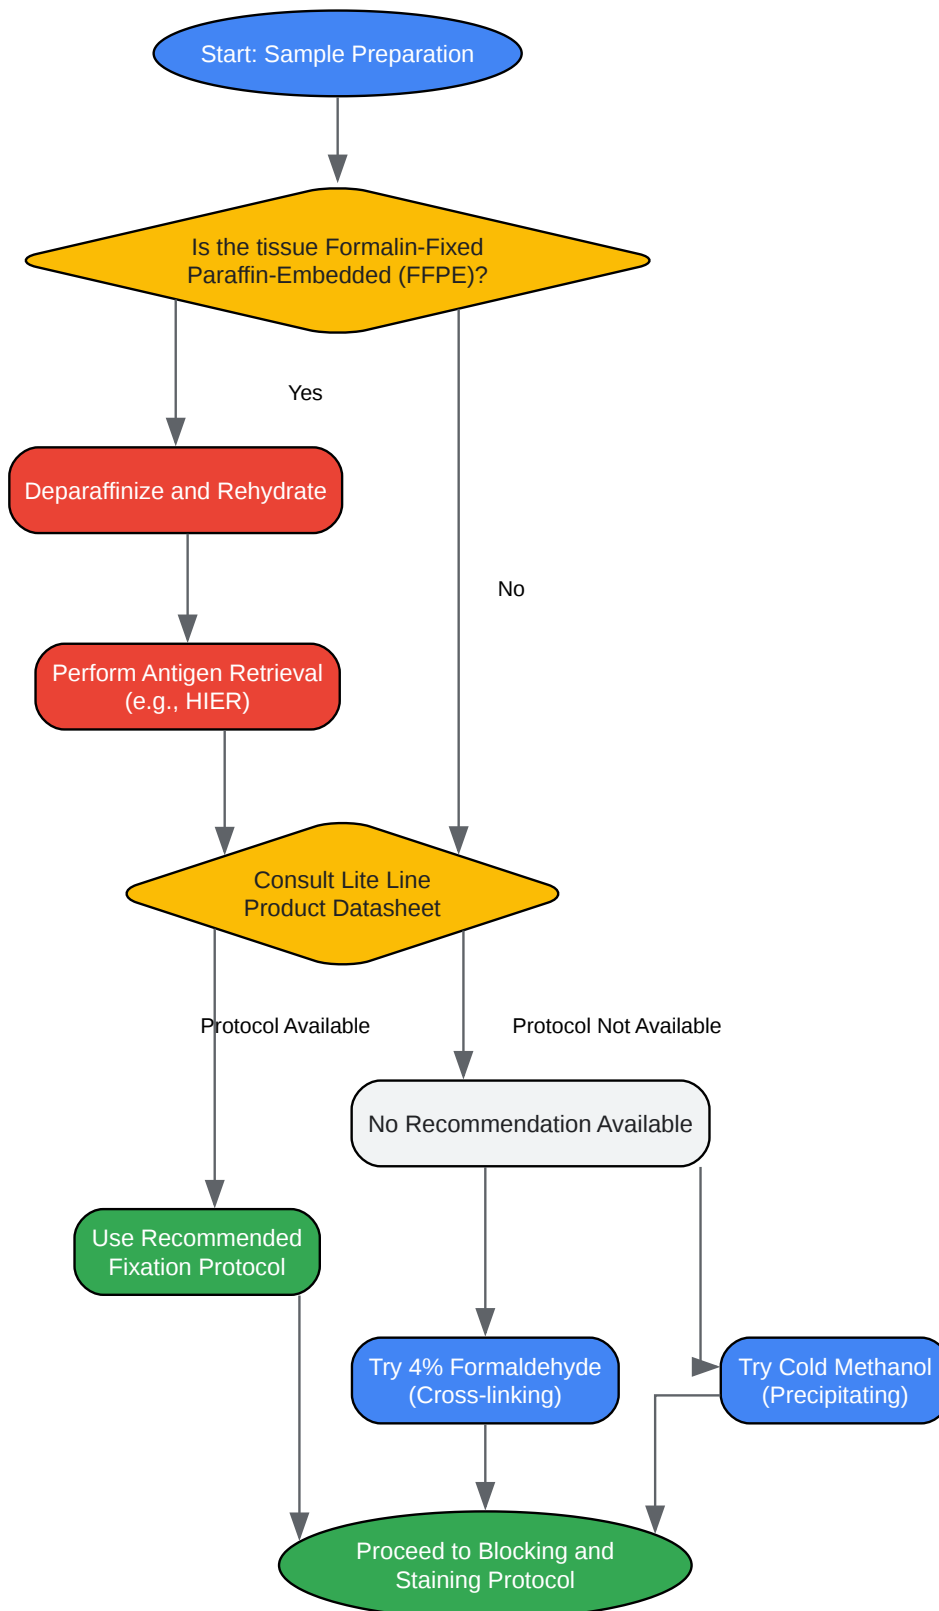 Start: Sample Preparation
Is the tissue Formalin-Fixed
Paraffin-Embedded (FFPE)?
Yes
Deparaffinize and Rehydrate
No
Perform Antigen Retrieval
(e.g., HIER)
Consult Lite Line
Product Datasheet
Protocol Available
Protocol Not Available
No Recommendation Available
Use Recommended
Fixation Protocol
Try 4% Formaldehyde
(Cross-linking)
Try Cold Methanol
(Precipitating)
Proceed to Blocking and
Staining Protocol